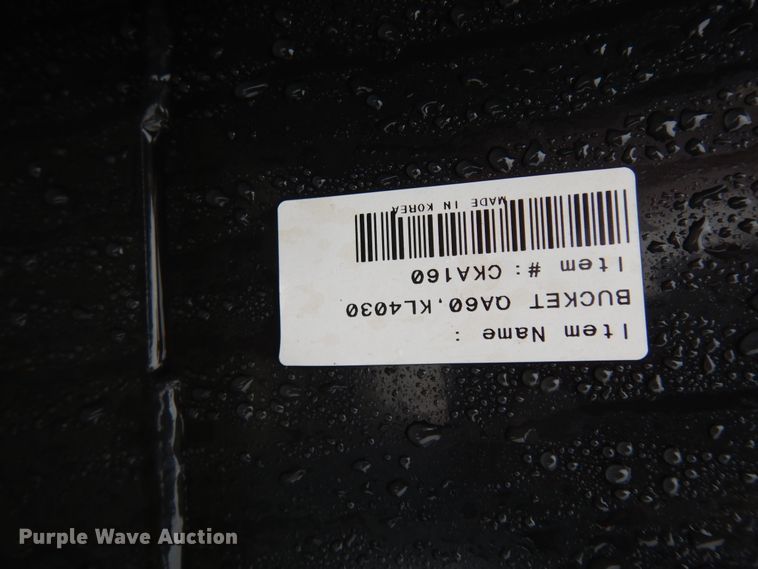 Item Name :
BUCKET QA60,KL4030
Item #: CKA160
MADE IN KOREA
Purple Wave Auction